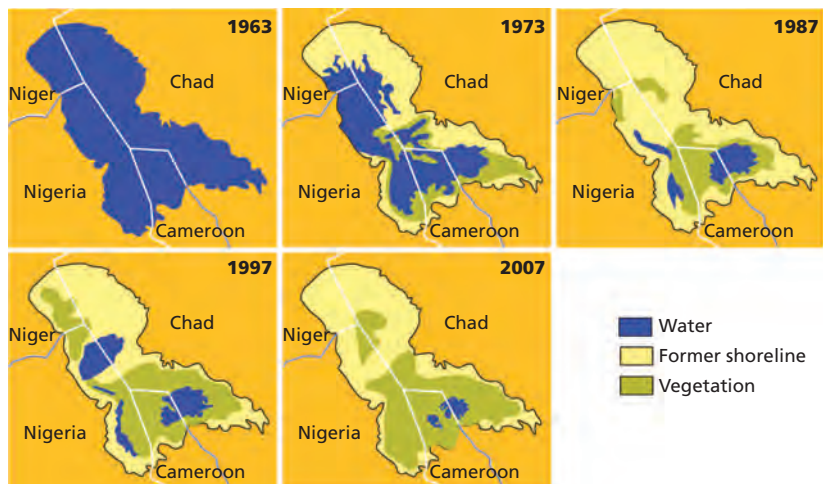 1963
Chad
Niger
Nigeria
Cameroon
1973
Chad
Niger
Nigeria
Cameroon
1987
Chad
Niger
Nigeria
Cameroon
1997
Chad
Niger
Nigeria
Cameroon
2007
Chad
Niger
Nigeria
Cameroon
Water
Former shoreline
Vegetation